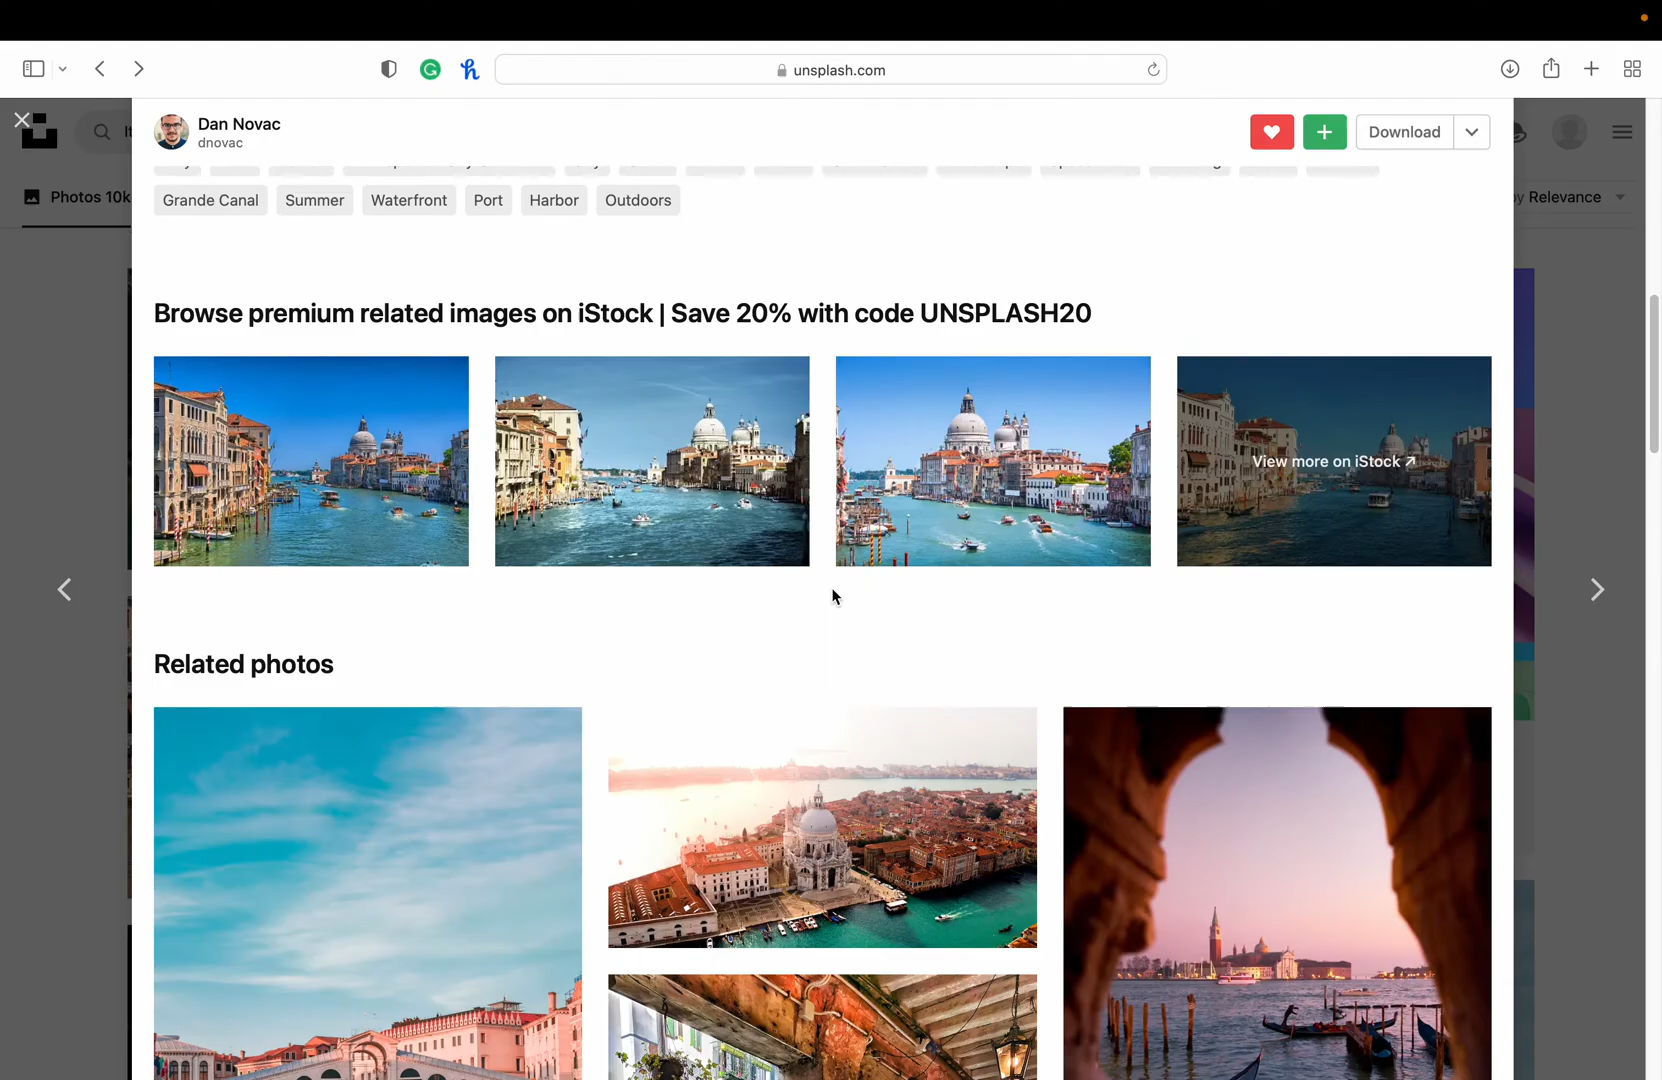 unsplash.com
Dan Novac
dnovac
Download
Photos 10k
Relevance
Grande Canal
Summer
Waterfront
Port
Harbor
Outdoors
Browse premium related images on iStock | Save 20% with code UNSPLASH20
View more on iStock
Related photos